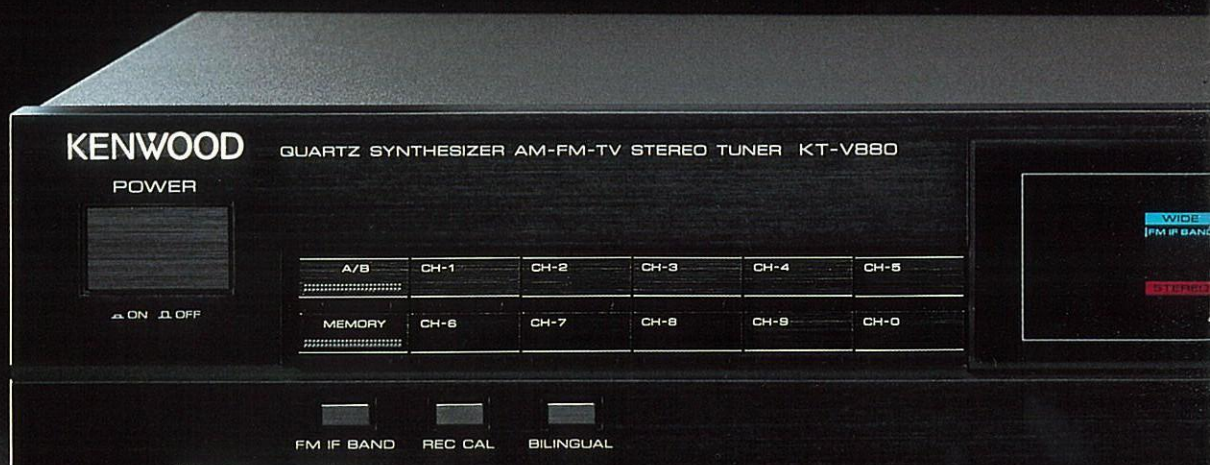 KENWOOD QUARTZ SYNTHESIZER AM-FM-TV STEREO TUNER KT-V880
POWER
WIDE
FM IF BAND
A/B CH-1 CH-2 CH-3 CH-4 CH-5
STEREO
ON OFF
MEMORY CH-6 CH-7 CH-8 CH-9 CH-0
FM IF BAND REC CAL BILINGUAL